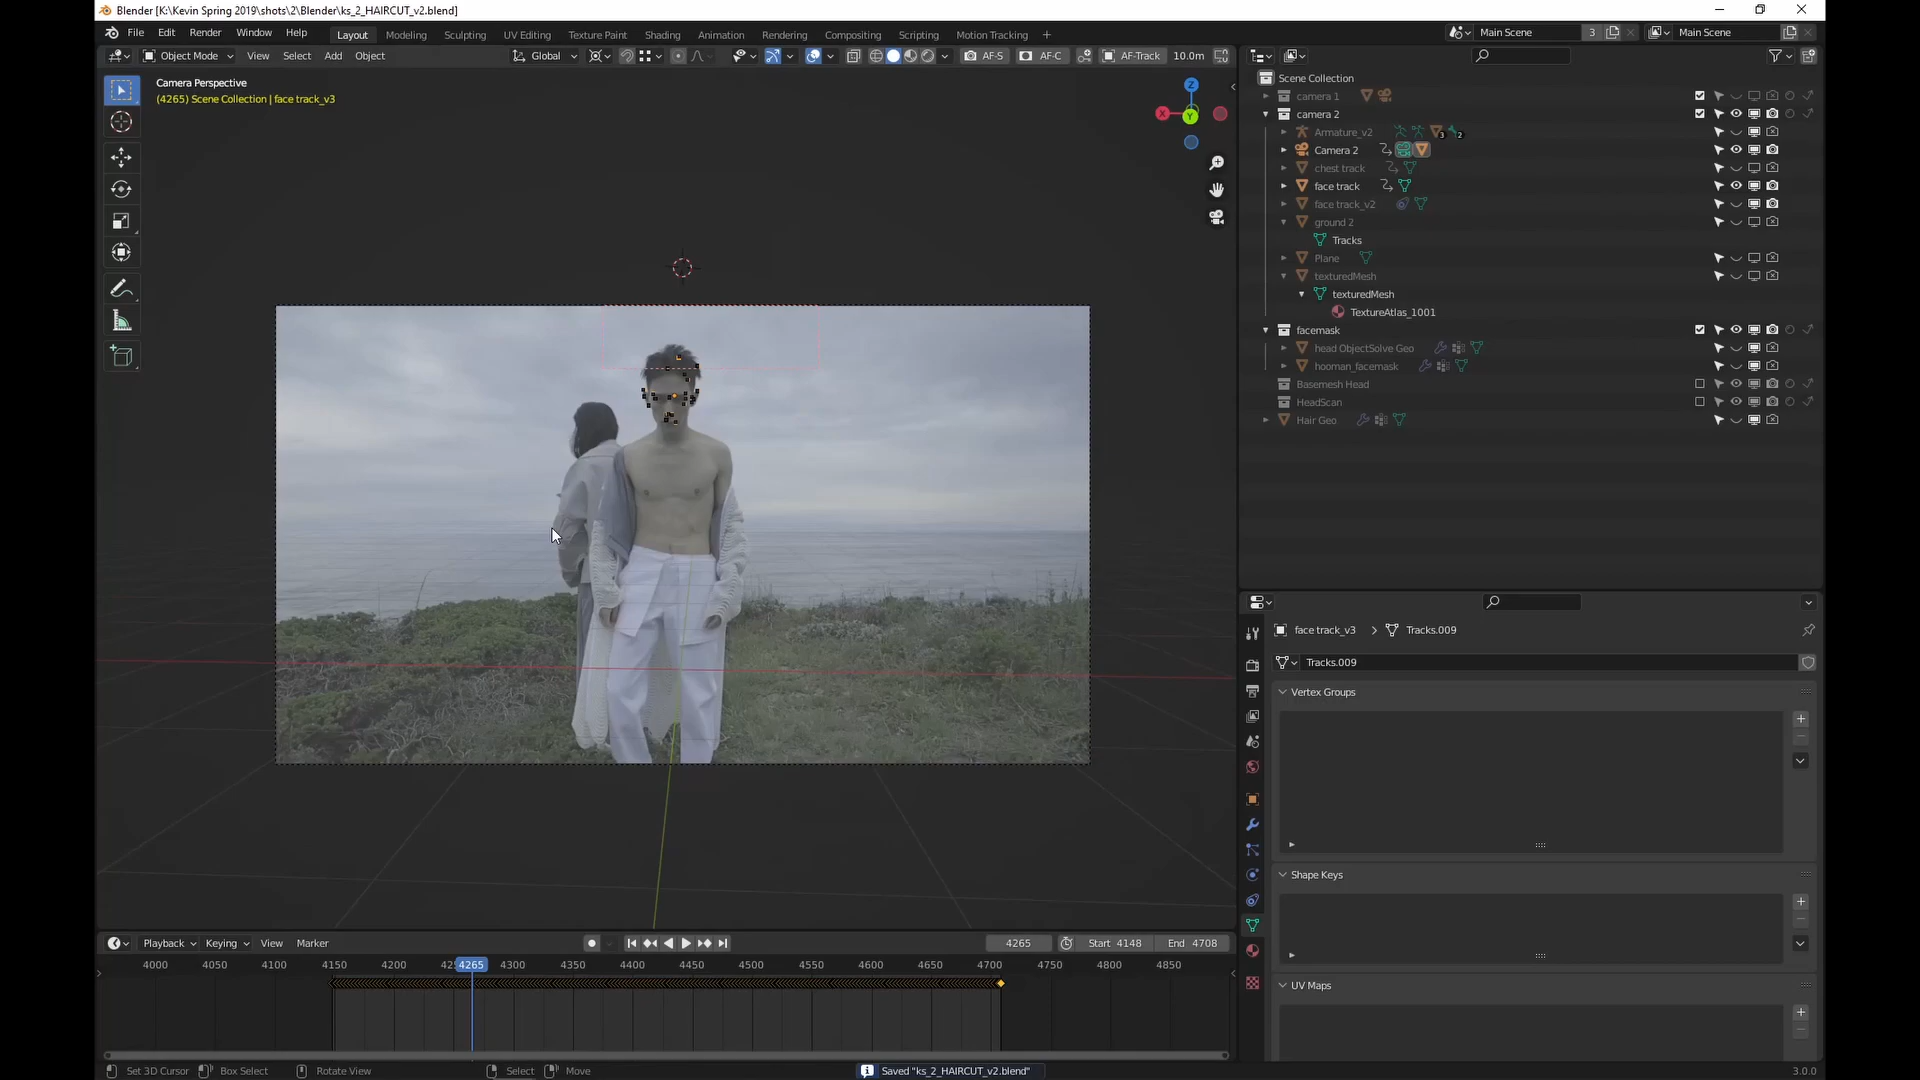 Blender [K:\Kevin Spring 2019\shots\2\Blender\ks_2_HAIRCUT_v2.blend]
File Edit Render Window Help Layout Modeling Sculpting UV Editing Texture Paint Shading Animation Rendering Compositing Scripting Motion Tracking + Main Scene 3 Main Scene
Object Mode View Select Add Object Global AF-S AF-C AF-Track 10.0m
Camera Perspective
(4265) Scene Collection | face track_v3
Z
X
Y
Scene Collection
camera 1
camera 2
Armature_v2 3 2
Camera 2
chest track
face track
face track_v2
ground 2
Tracks
Plane
texturedMesh
texturedMesh
TextureAtlas_1001
facemask
head ObjectSolve Geo
hooman_facemask
Basemesh Head
HeadScan
Hair Geo
face track_v3 > Tracks.009
Tracks.009
Vertex Groups
Shape Keys
UV Maps
Playback Keying View Marker 4265 Start 4148 End 4708
4000 4050 4100 4150 4200 4265 4300 4350 4400 4450 4500 4550 4600 4650 4700 4750 4800 4850
Set 3D Cursor Box Select Rotate View Select Move Saved "ks_2_HAIRCUT_v2.blend" 3.0.0